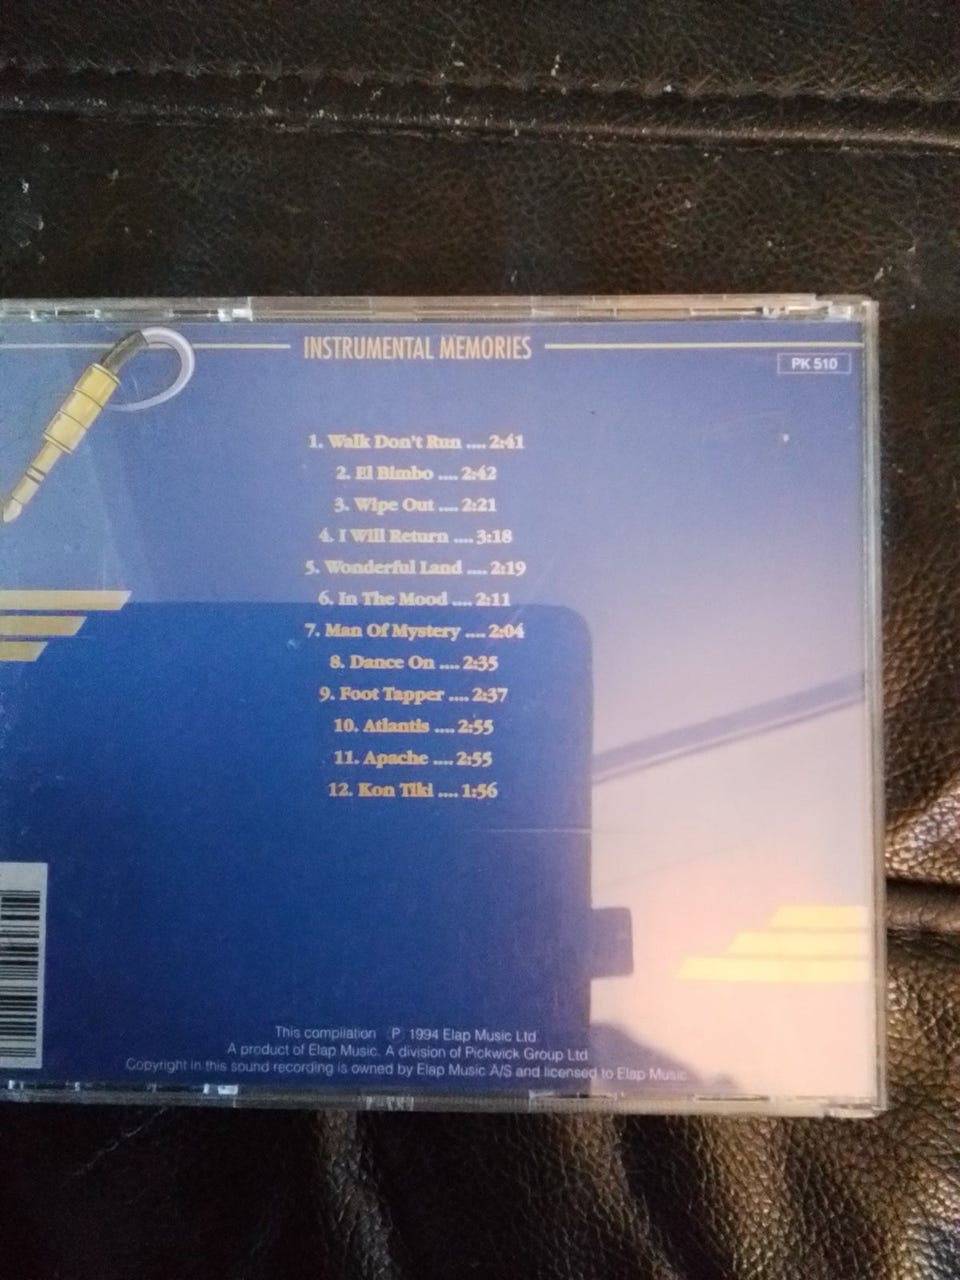 INSTRUMENTAL MEMORIES
PK 510
1. Walk Don't Run .... 2:41
2. El Bimbo .... 2:42
3. Wipe Out .... 2:21
4. I Will Return .... 3:18
5. Wonderful Land .... 2:19
6. In The Mood .... 2:11
7. Man Of Mystery .... 2:04
8. Dance On .... 2:35
9. Foot Tapper .... 2:37
10. Atlantis .... 2:55
11. Apache .... 2:55
12. Kon Tiki .... 1:56
This compilation Ⓟ 1994 Elap Music Ltd
A product of Elap Music. A division of Pickwick Group Ltd
Copyright in this sound recording is owned by Elap Music A/S and licensed to Elap Music